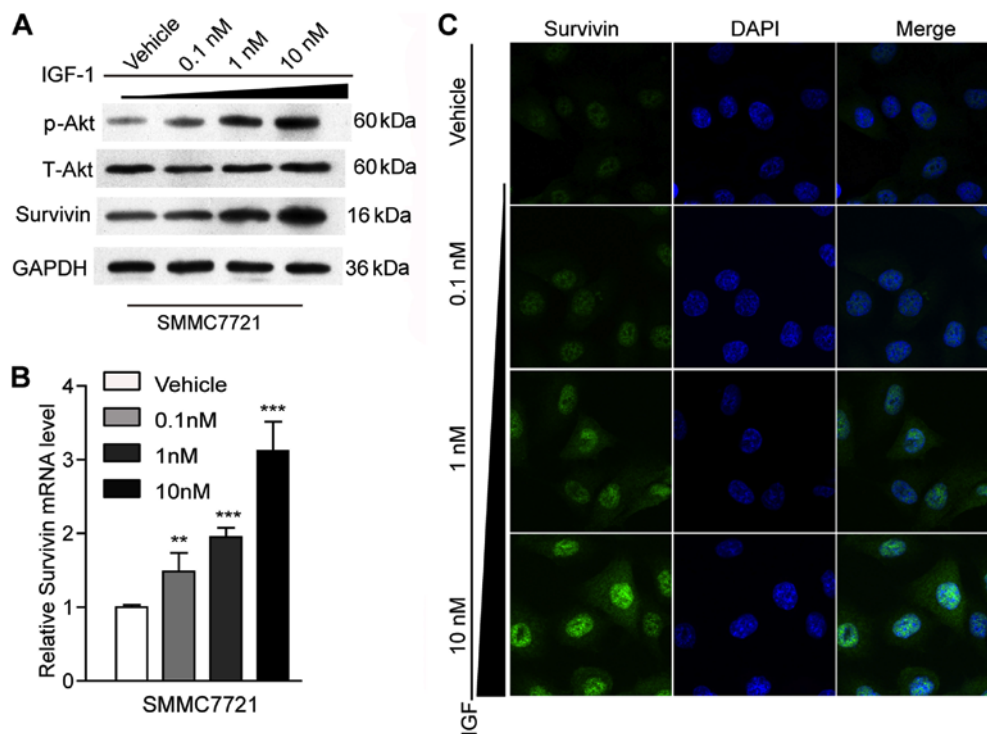 A
Vehicle
0.1 nM
1 nM
10 nM
IGF-1
p-Akt 60 kDa
T-Akt 60 kDa
Survivin 16 kDa
GAPDH 36 kDa
SMMC7721
B
Relative Survivin mRNA level
4
3
2
1
0
Vehicle
0.1nM
1nM
10nM
**
***
***
SMMC7721
C
Survivin DAPI Merge
Vehicle
0.1 nM
1 nM
10 nM
IGF